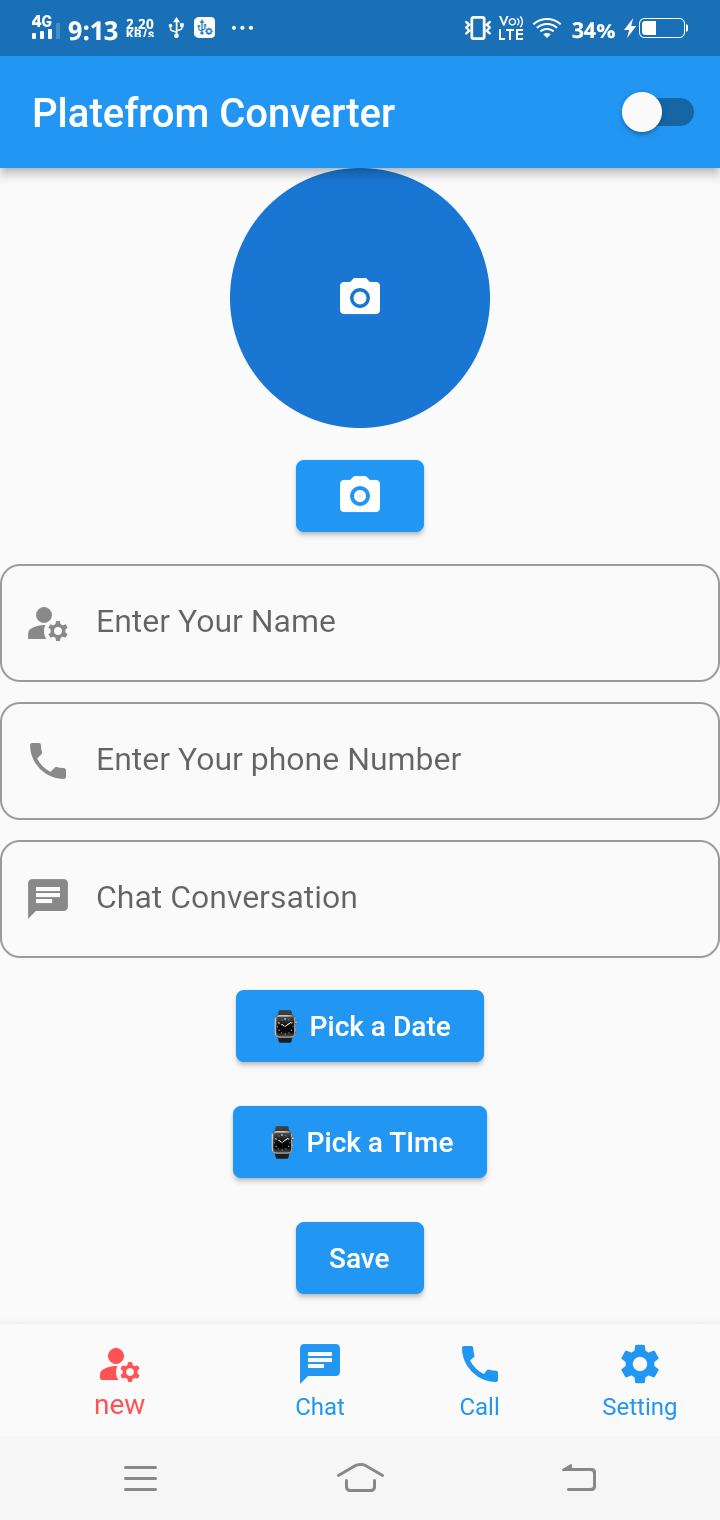 4G 9:13 2.20 KB/s Vo)) LTE 34%
Platefrom Converter
Enter Your Name
Enter Your phone Number
Chat Conversation
⌚ Pick a Date
⌚ Pick a TIme
Save
new Chat Call Setting